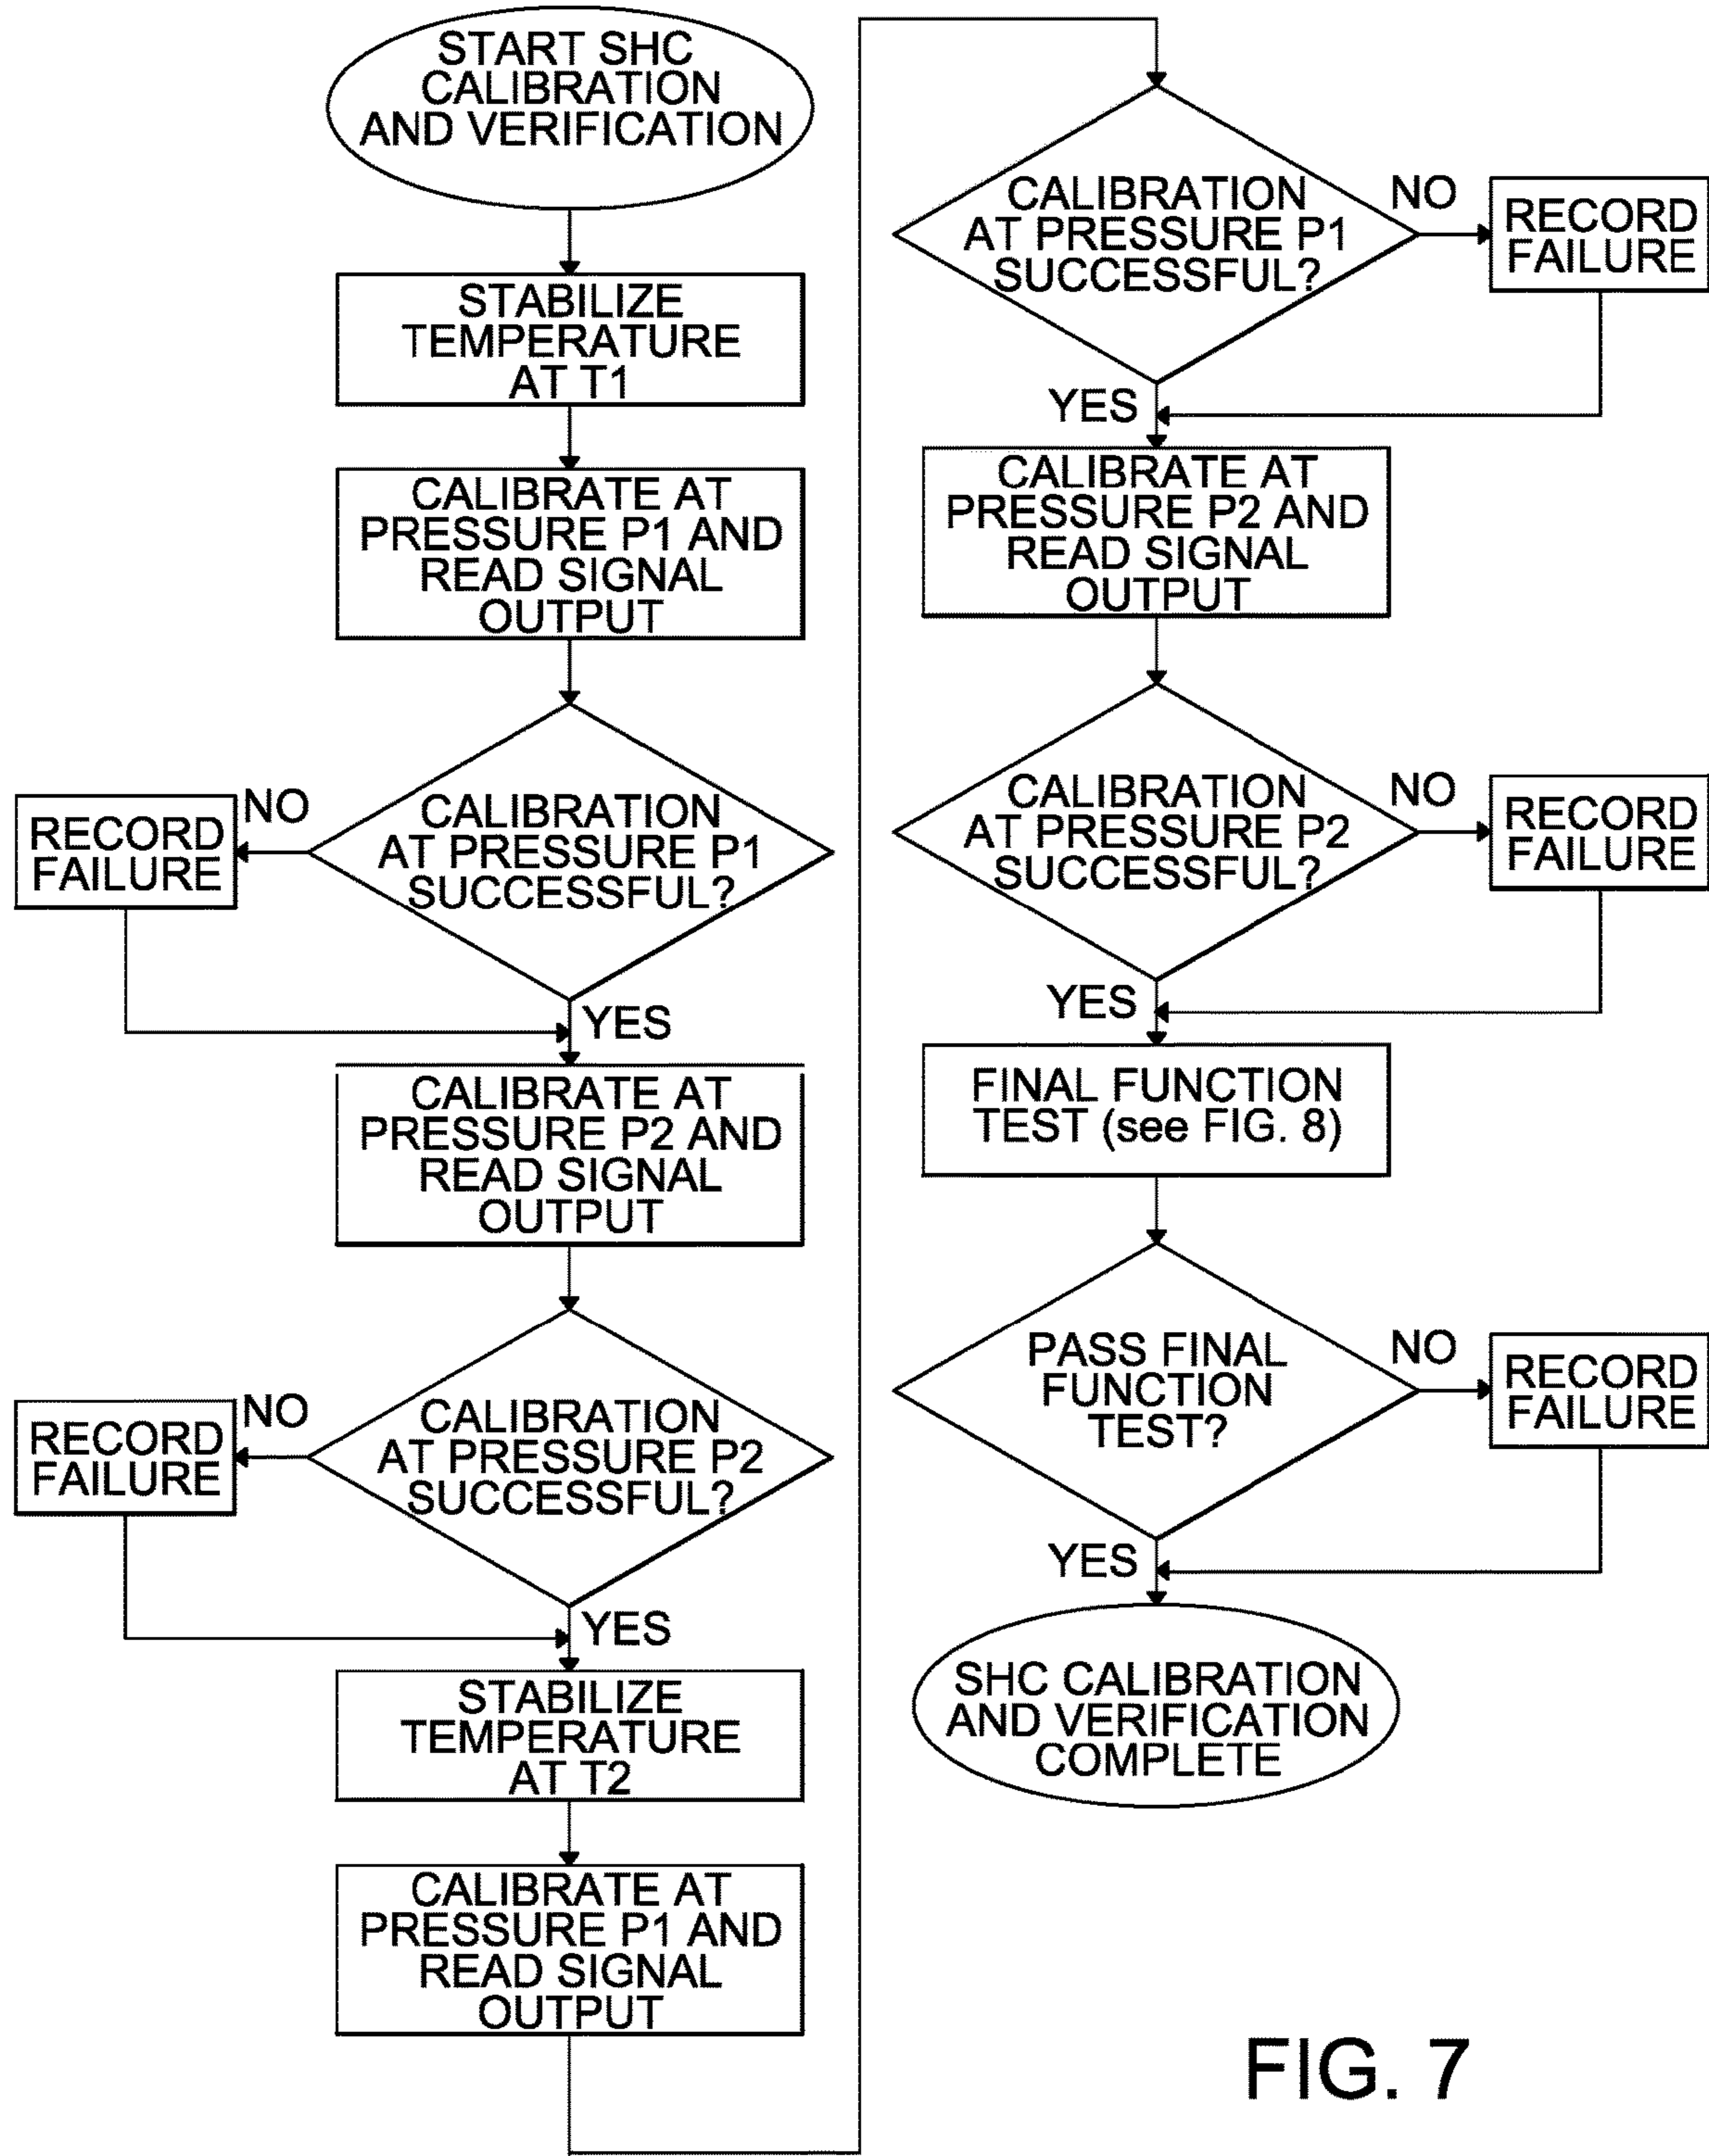 START SHC
CALIBRATION
AND VERIFICATION
STABILIZE
TEMPERATURE
AT T1
CALIBRATE AT
PRESSURE P1 AND
READ SIGNAL
OUTPUT
CALIBRATION
AT PRESSURE P1
SUCCESSFUL?
NO
RECORD
FAILURE
YES
CALIBRATE AT
PRESSURE P2 AND
READ SIGNAL
OUTPUT
CALIBRATION
AT PRESSURE P2
SUCCESSFUL?
NO
RECORD
FAILURE
YES
STABILIZE
TEMPERATURE
AT T2
CALIBRATE AT
PRESSURE P1 AND
READ SIGNAL
OUTPUT
CALIBRATION
AT PRESSURE P1
SUCCESSFUL?
NO
RECORD
FAILURE
YES
CALIBRATE AT
PRESSURE P2 AND
READ SIGNAL
OUTPUT
CALIBRATION
AT PRESSURE P2
SUCCESSFUL?
NO
RECORD
FAILURE
YES
FINAL FUNCTION
TEST (see FIG. 8)
PASS FINAL
FUNCTION
TEST?
NO
RECORD
FAILURE
YES
SHC CALIBRATION
AND VERIFICATION
COMPLETE
FIG. 7